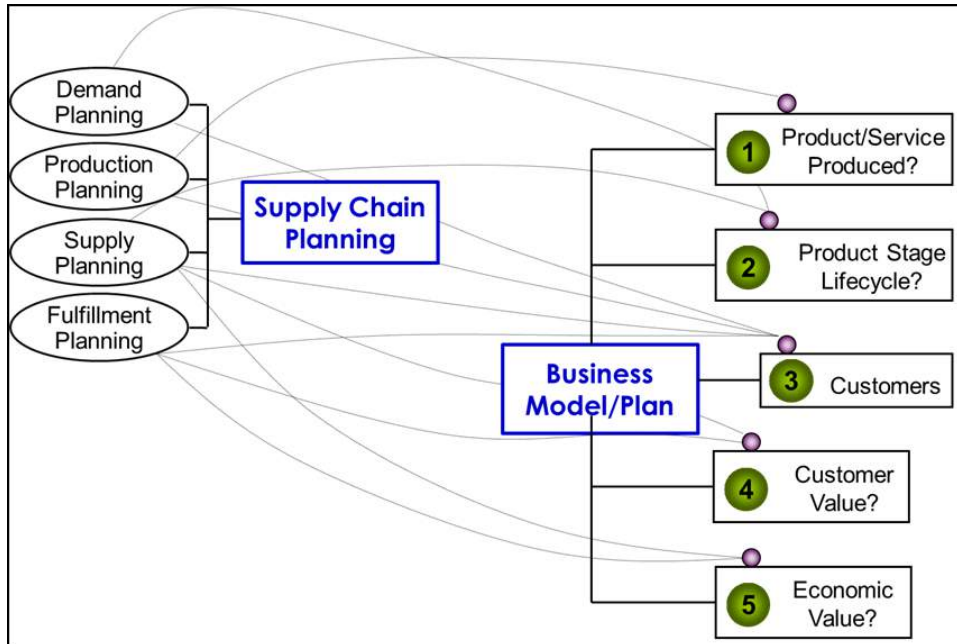 Demand
Planning
Production
Planning
Supply
Planning
Fulfillment
Planning
Supply Chain
Planning
Business
Model/Plan
1
Product/Service
Produced?
2
Product Stage
Lifecycle?
3
Customers
4
Customer
Value?
5
Economic
Value?